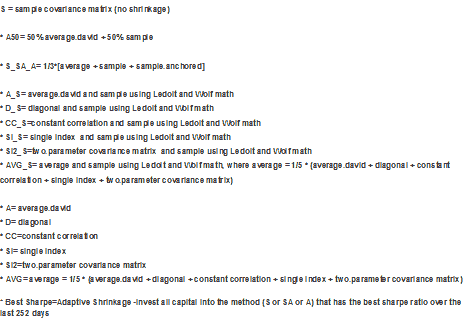 S = sample covariance matrix (no shrinkage)
* A50= 50% average.david + 50% sample
* S_SA_A= 1/3*[average + sample + sample.anchored]
* A_S= average.david and sample using Ledoit and Wolf math
* D_S= diagonal and sample using Ledoit and Wolf math
* CC_S=constant correlation and sample using Ledoit and Wolf math
* SI_S= single index and sample using Ledoit and Wolf math
* SI2_S=two.parameter covariance matrix and sample using Ledoit and Wolf math
* AVG_S= average and sample using Ledoit and Wolf math, where average = 1/5 * (average.david + diagonal + constant
correlation + single index + two.parameter covariance matrix)
* A= average.david
* D= diagonal
* CC=constant correlation
* SI= single index
* SI2=two.parameter covariance matrix
* AVG=average = 1/5 * (average.david + diagonal + constant correlation + single index + two.parameter covariance matrix)
* Best Sharpe=Adaptive Shrinkage -invest all capital into the method (S or SA or A) that has the best sharpe ratio over the
last 252 days